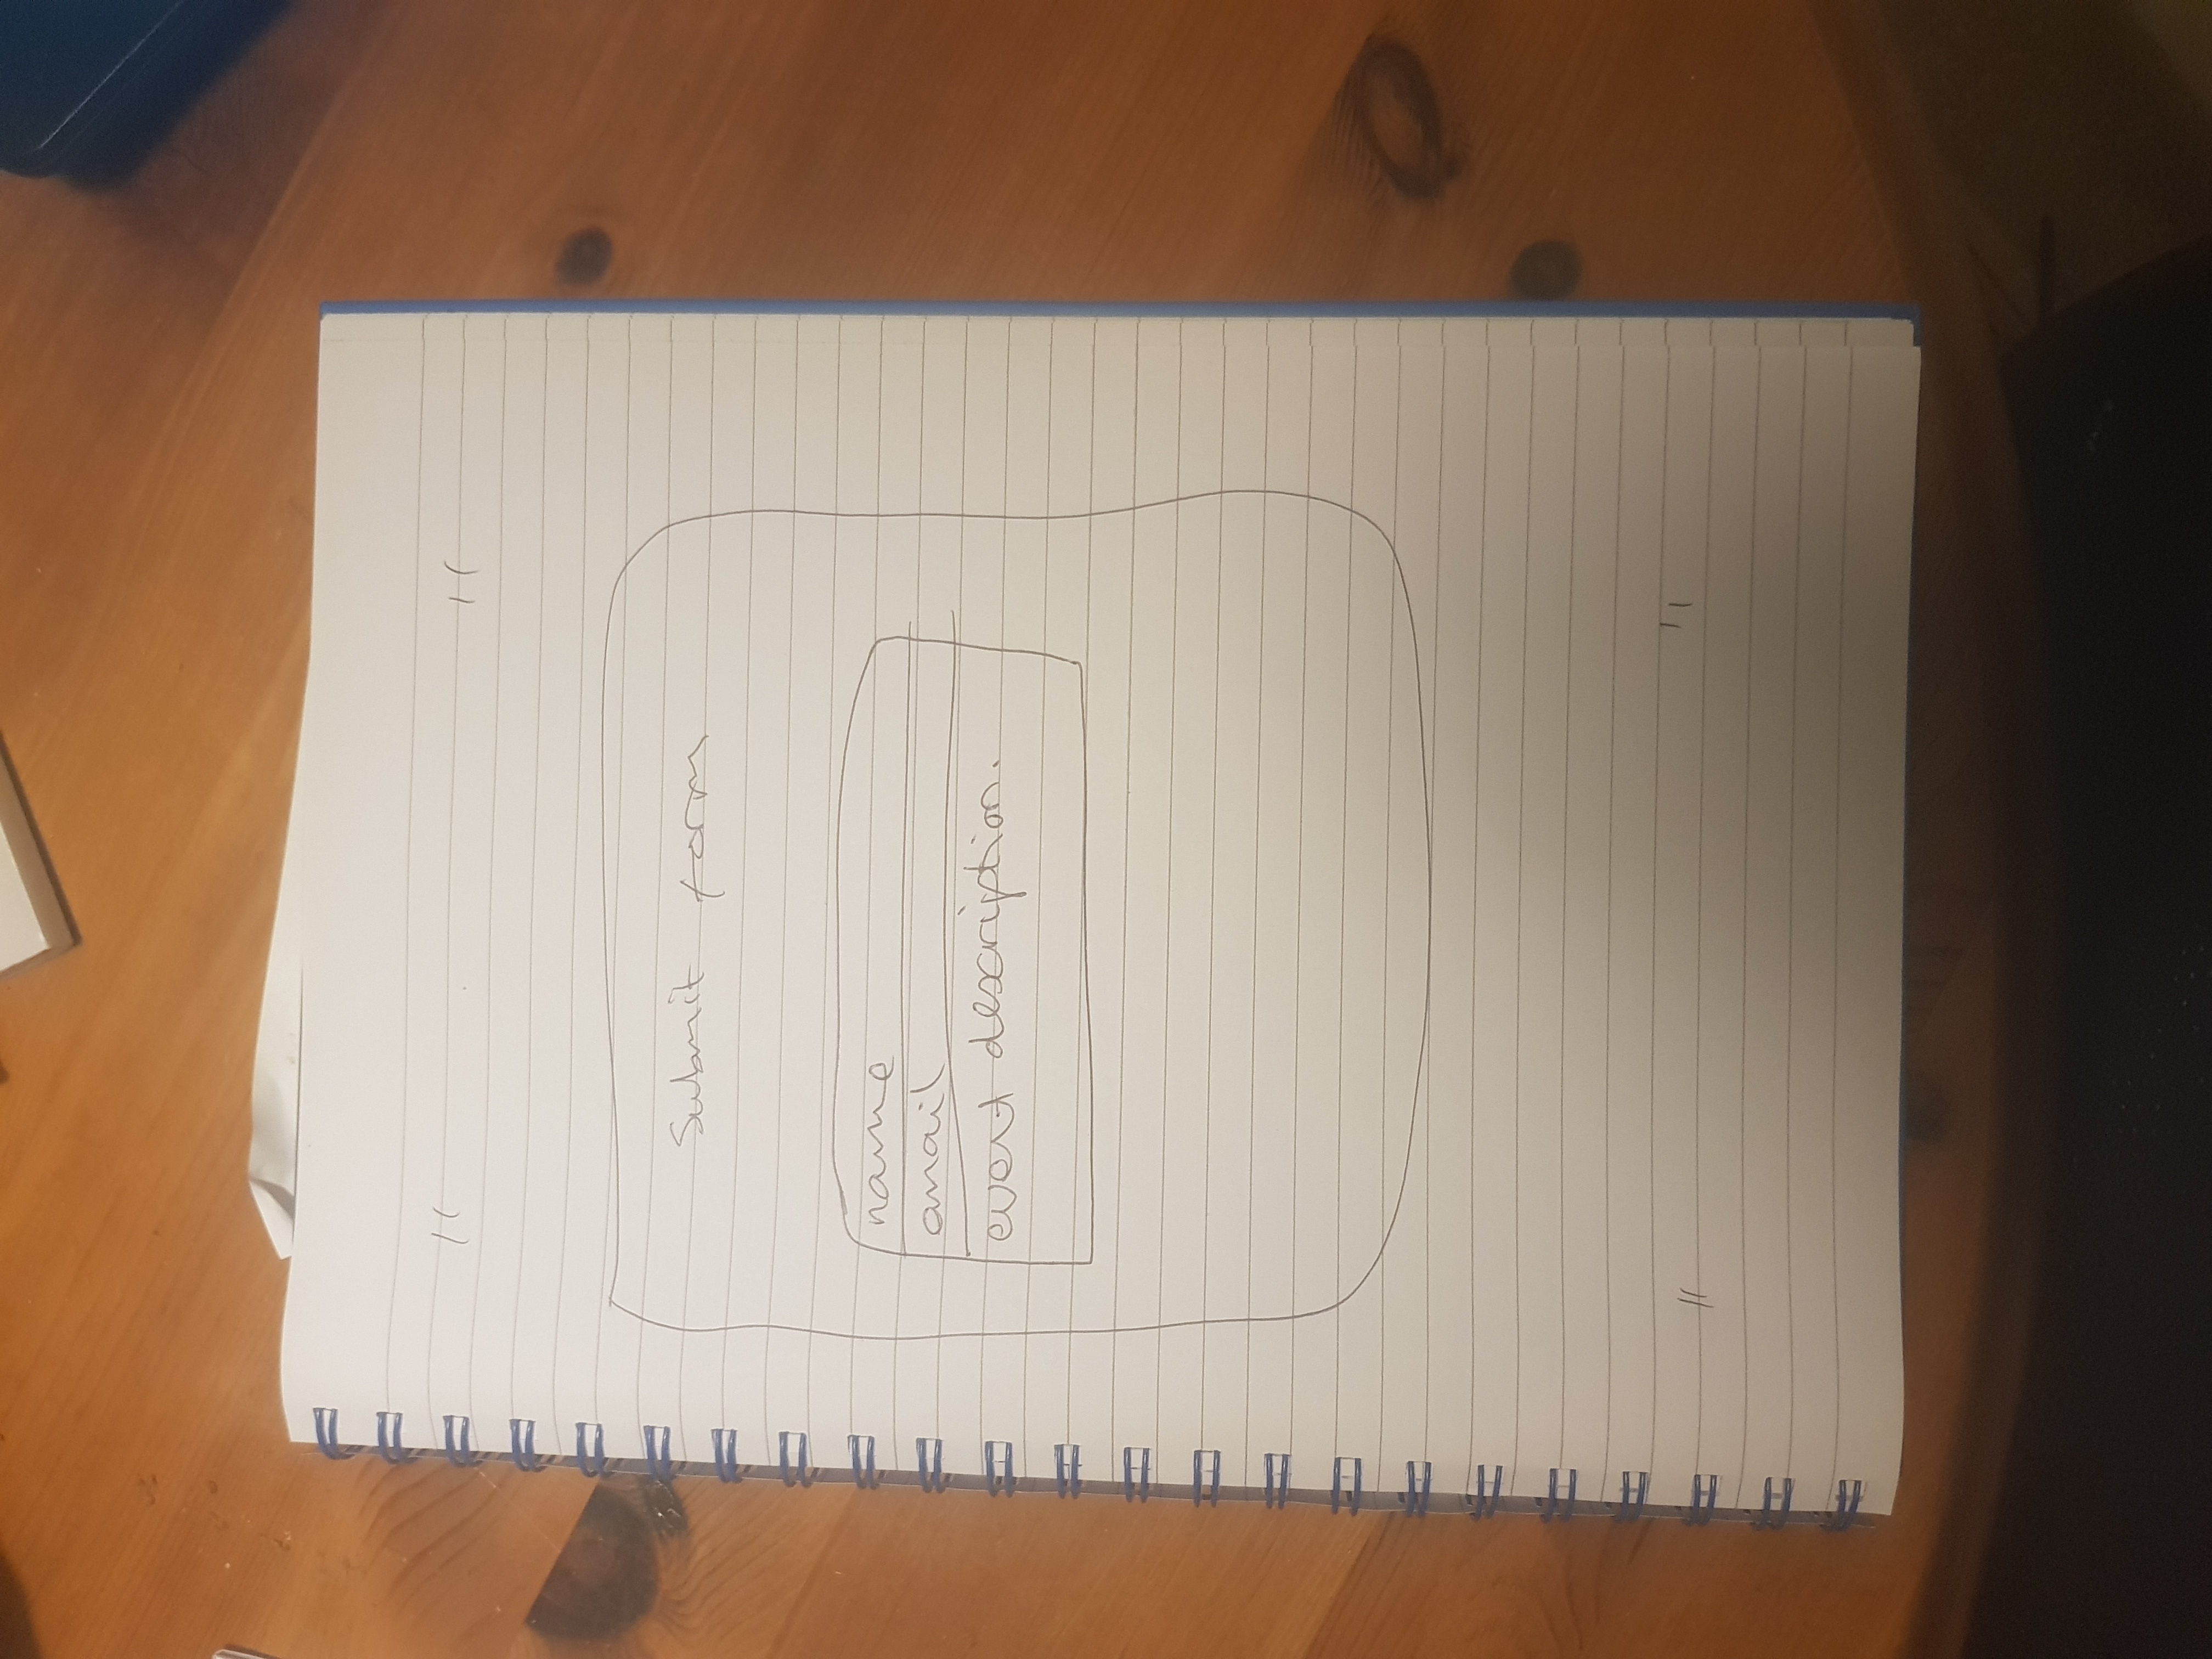 "
"
Submit form
name
email
event description.
"
"